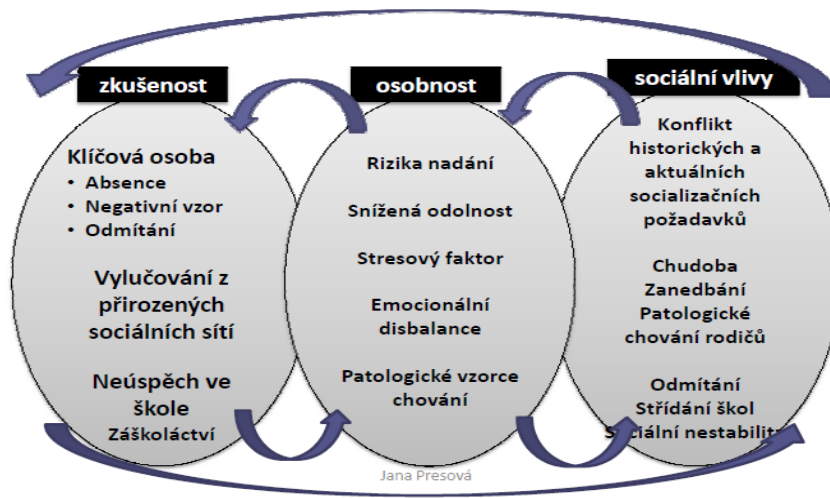 zkušenost
Klíčová osoba
• Absence
• Negativní vzor
• Odmítání
Vylučování z
přirozených
sociálních sítí
Neúspěch ve
škole
Záškoláctví
osobnost
Rizika nadání
Snížená odolnost
Stresový faktor
Emocionální
disbalance
Patologické vzorce
chování
sociální vlivy
Konflikt
historických a
aktuálních
socializačních
požadavků
Chudoba
Zanedbání
Patologické
chování rodičů
Odmítání
Střídání škol
Sociální nestabilita
Jana Presová